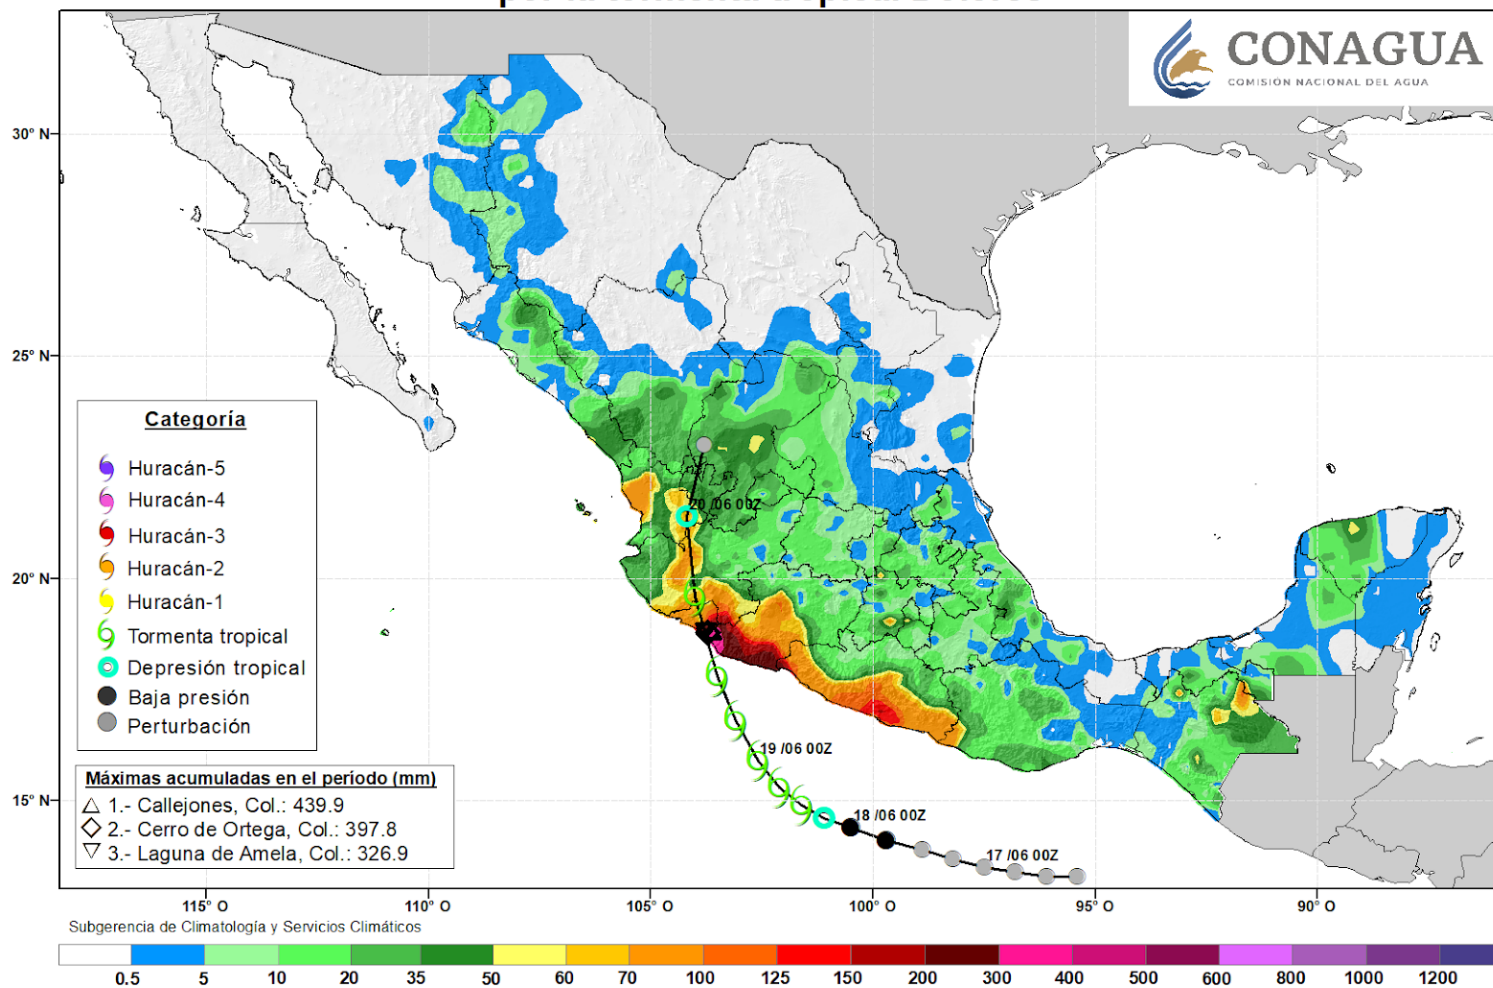 CONAGUA
COMISIÓN NACIONAL DEL AGUA
30° N
25° N
20° N
15° N
Categoría
Huracán-5
Huracán-4
Huracán-3
Huracán-2
Huracán-1
Tormenta tropical
Depresión tropical
Baja presión
Perturbación
20 /06 00Z
19 /06 00Z
18 /06 00Z
17 /06 00Z
Máximas acumuladas en el período (mm)
1.- Callejones, Col.: 439.9
2.- Cerro de Ortega, Col.: 397.8
3.- Laguna de Amela, Col.: 326.9
115° O 110° O 105° O 100° O 95° O 90° O
Subgerencia de Climatología y Servicios Climáticos
0.5 5 10 20 35 50 60 70 100 125 150 200 300 400 500 600 800 1000 1200